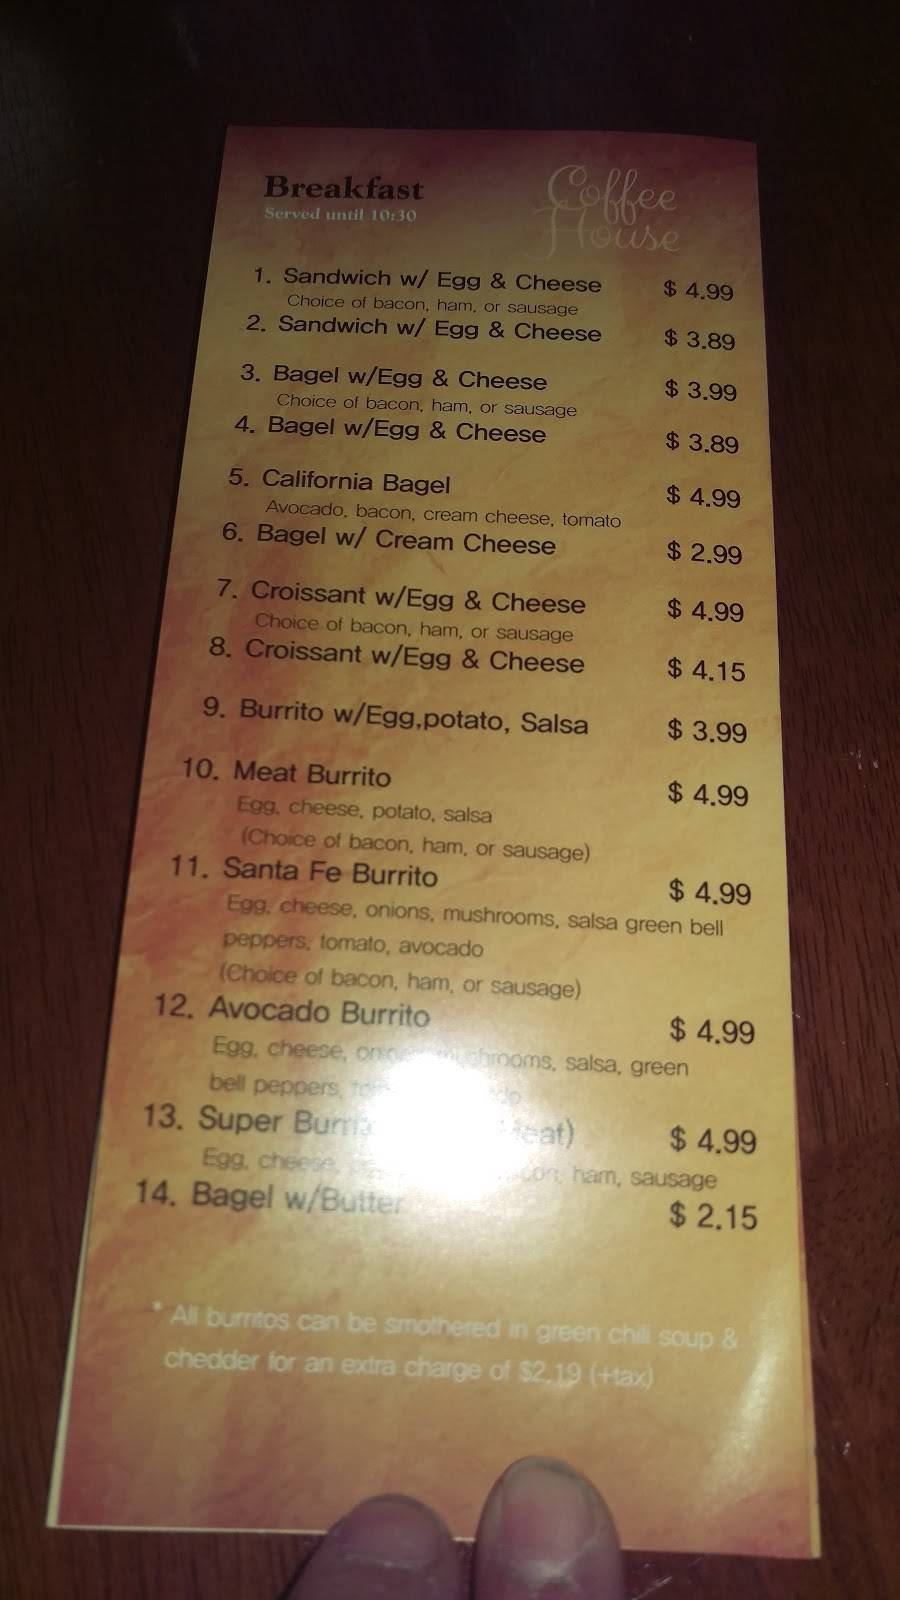 Breakfast
Served until 10:30
Coffee
House
1. Sandwich w/ Egg & Cheese $ 4.99
Choice of bacon, ham, or sausage
2. Sandwich w/ Egg & Cheese $ 3.89
3. Bagel w/Egg & Cheese $ 3.99
Choice of bacon, ham, or sausage
4. Bagel w/Egg & Cheese $ 3.89
5. California Bagel $ 4.99
Avocado, bacon, cream cheese, tomato
6. Bagel w/ Cream Cheese $ 2.99
7. Croissant w/Egg & Cheese $ 4.99
Choice of bacon, ham, or sausage
8. Croissant w/Egg & Cheese $ 4.15
9. Burrito w/Egg,potato, Salsa $ 3.99
10. Meat Burrito $ 4.99
Egg, cheese, potato, salsa
(Choice of bacon, ham, or sausage)
11. Santa Fe Burrito $ 4.99
Egg, cheese, onions, mushrooms, salsa green bell
peppers, tomato, avocado
(Choice of bacon, ham, or sausage)
12. Avocado Burrito $ 4.99
Egg, cheese, onions, mushrooms, salsa, green
bell peppers,
13. Super $ 4.99
Egg, cheese, ham, sausage
14. Bagel w/Butter $ 2.15
* All burritos can be smothered in green chili soup &
chedder for an extra charge of $2.19 (+tax)